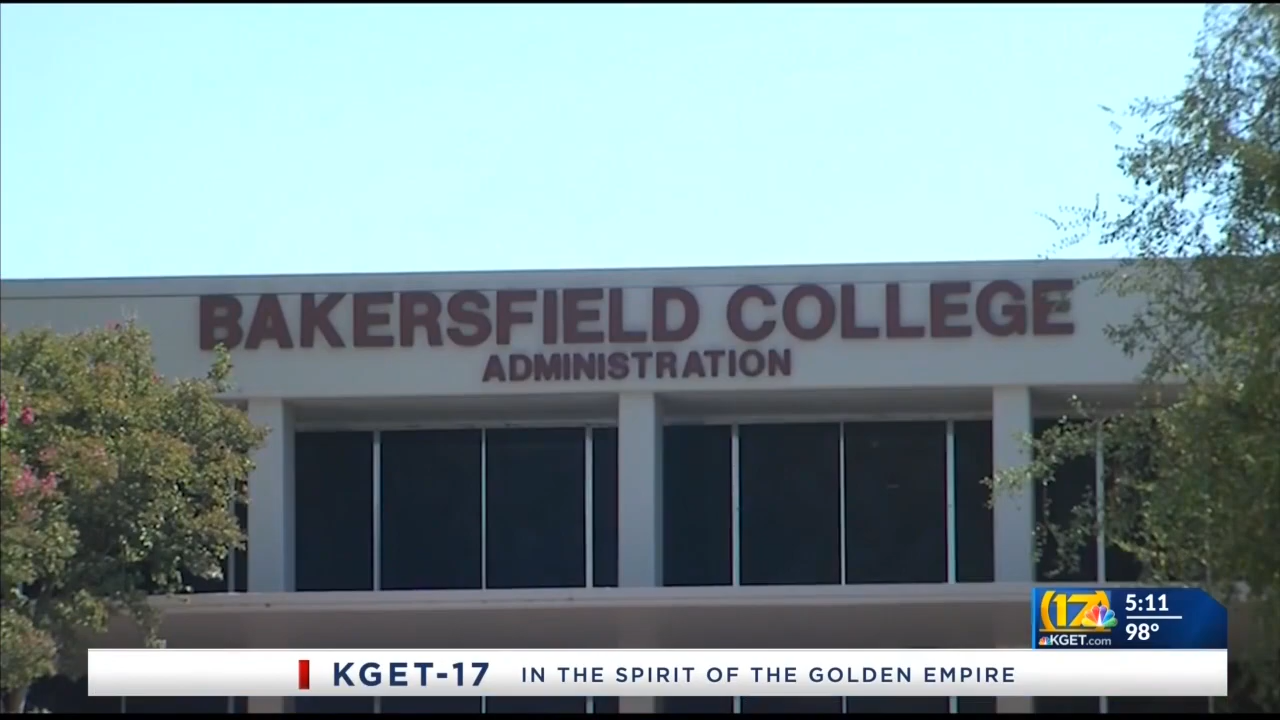 BAKERSFIELD COLLEGE
ADMINISTRATION
17
KGET.com
5:11
98°
KGET-17 IN THE SPIRIT OF THE GOLDEN EMPIRE